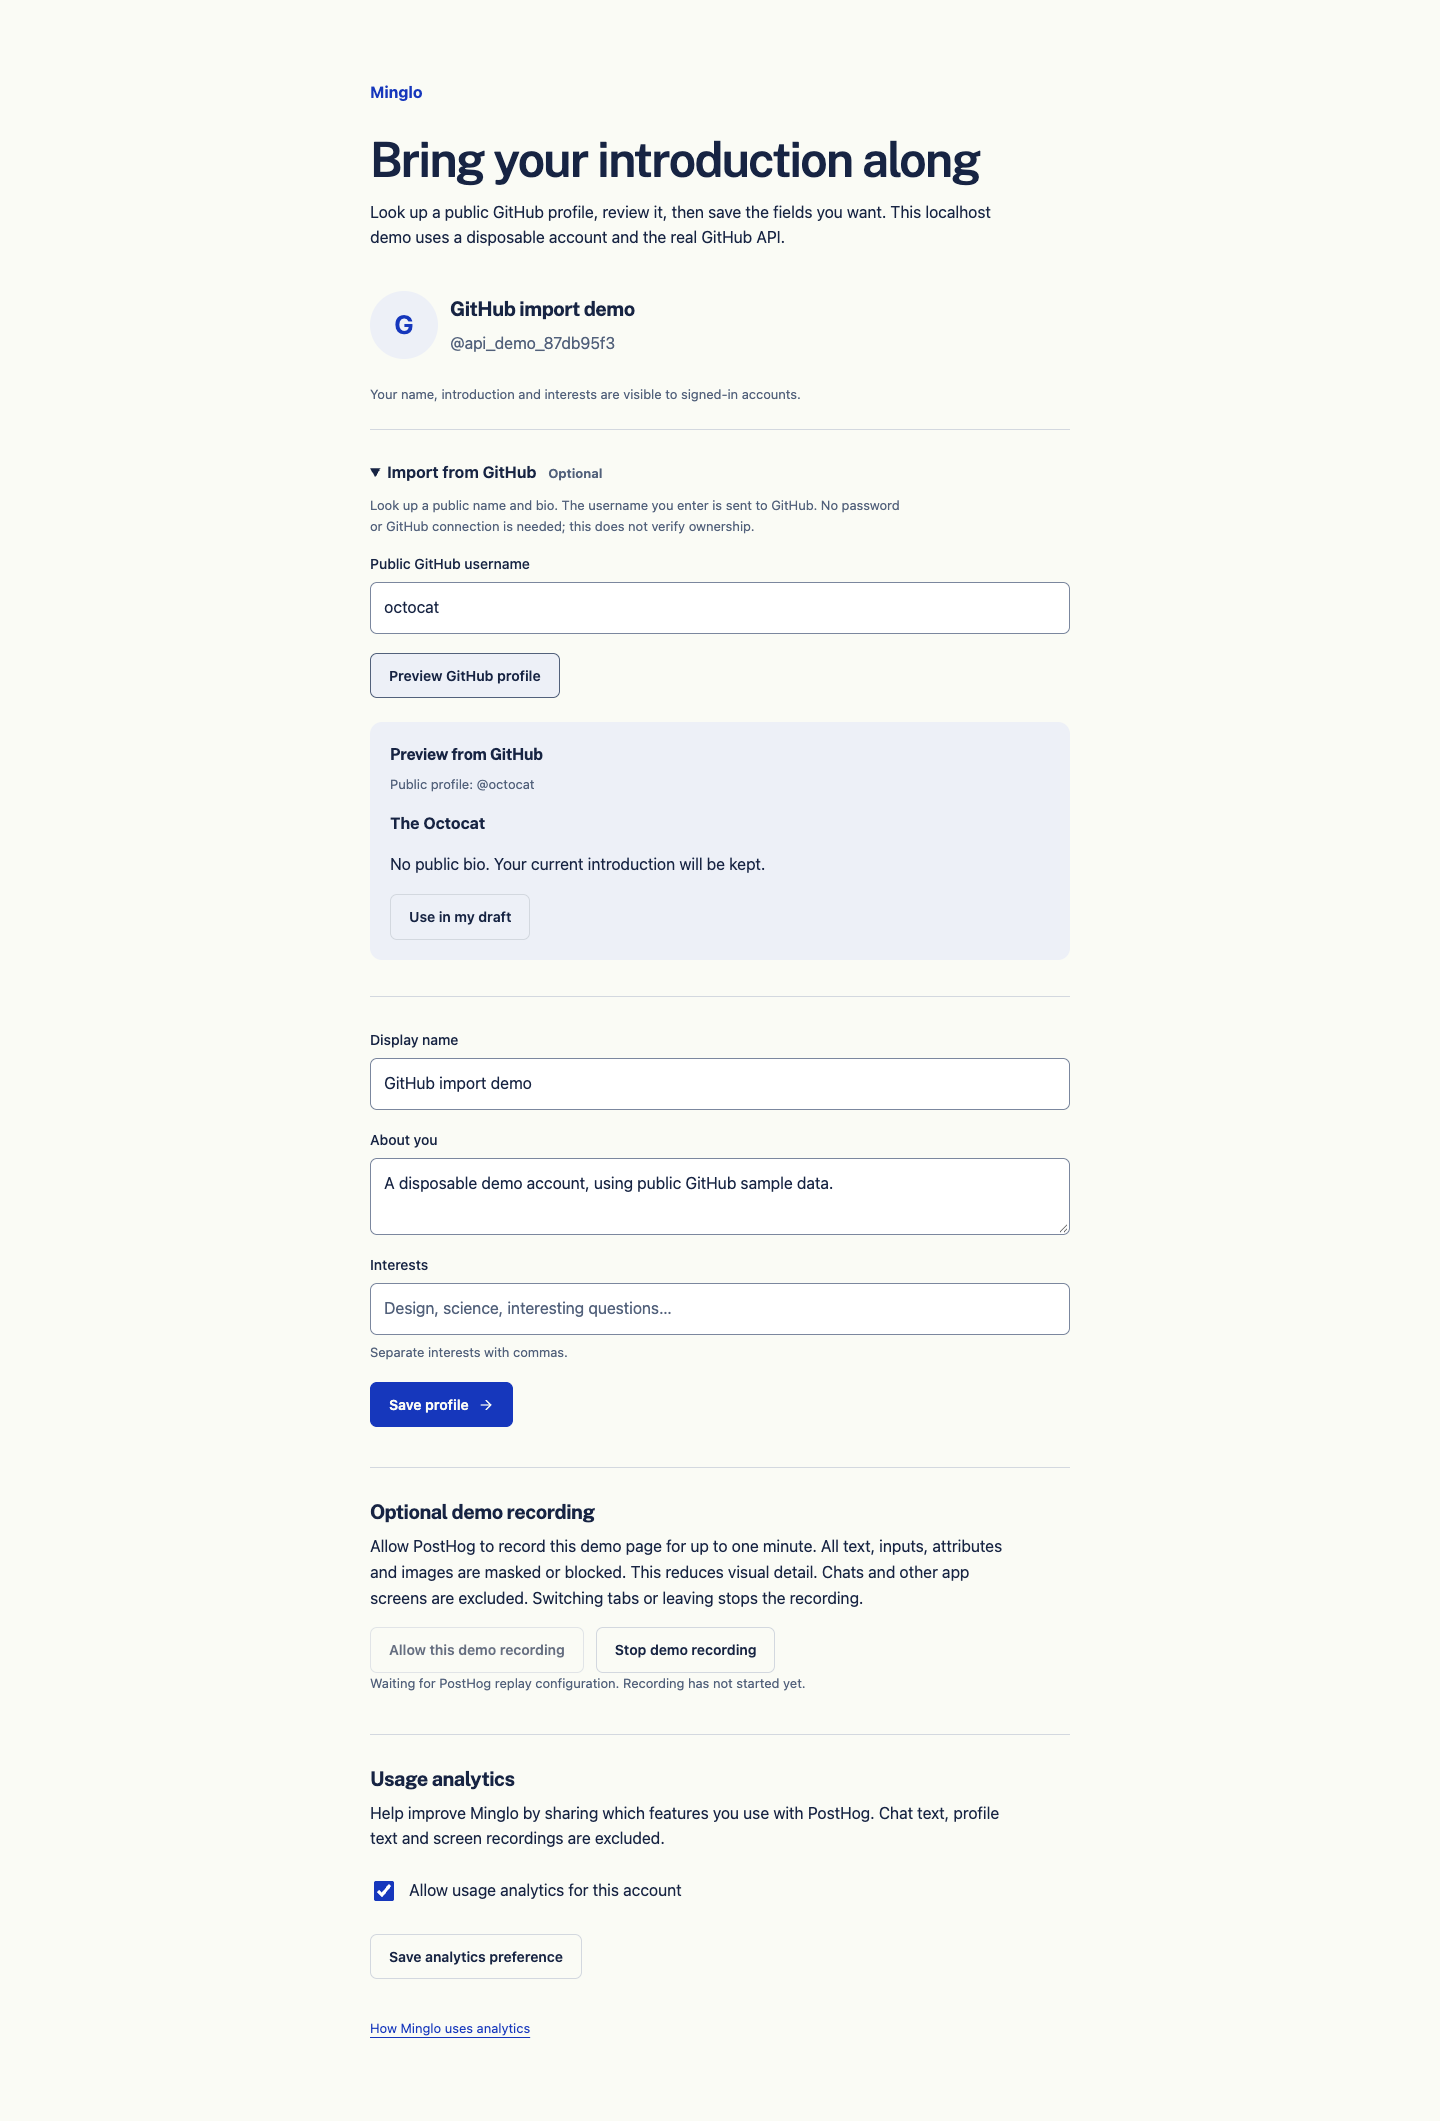 Minglo
Bring your introduction along
Look up a public GitHub profile, review it, then save the fields you want. This localhost
demo uses a disposable account and the real GitHub API.
G
GitHub import demo
@api_demo_87db95f3
Your name, introduction and interests are visible to signed-in accounts.
▼ Import from GitHub Optional
Look up a public name and bio. The username you enter is sent to GitHub. No password
or GitHub connection is needed; this does not verify ownership.
Public GitHub username
octocat
Preview GitHub profile
Preview from GitHub
Public profile: @octocat
The Octocat
No public bio. Your current introduction will be kept.
Use in my draft
Display name
GitHub import demo
About you
A disposable demo account, using public GitHub sample data.
Interests
Design, science, interesting questions...
Separate interests with commas.
Save profile →
Optional demo recording
Allow PostHog to record this demo page for up to one minute. All text, inputs, attributes
and images are masked or blocked. This reduces visual detail. Chats and other app
screens are excluded. Switching tabs or leaving stops the recording.
Allow this demo recording Stop demo recording
Waiting for PostHog replay configuration. Recording has not started yet.
Usage analytics
Help improve Minglo by sharing which features you use with PostHog. Chat text, profile
text and screen recordings are excluded.
Allow usage analytics for this account
Save analytics preference
How Minglo uses analytics